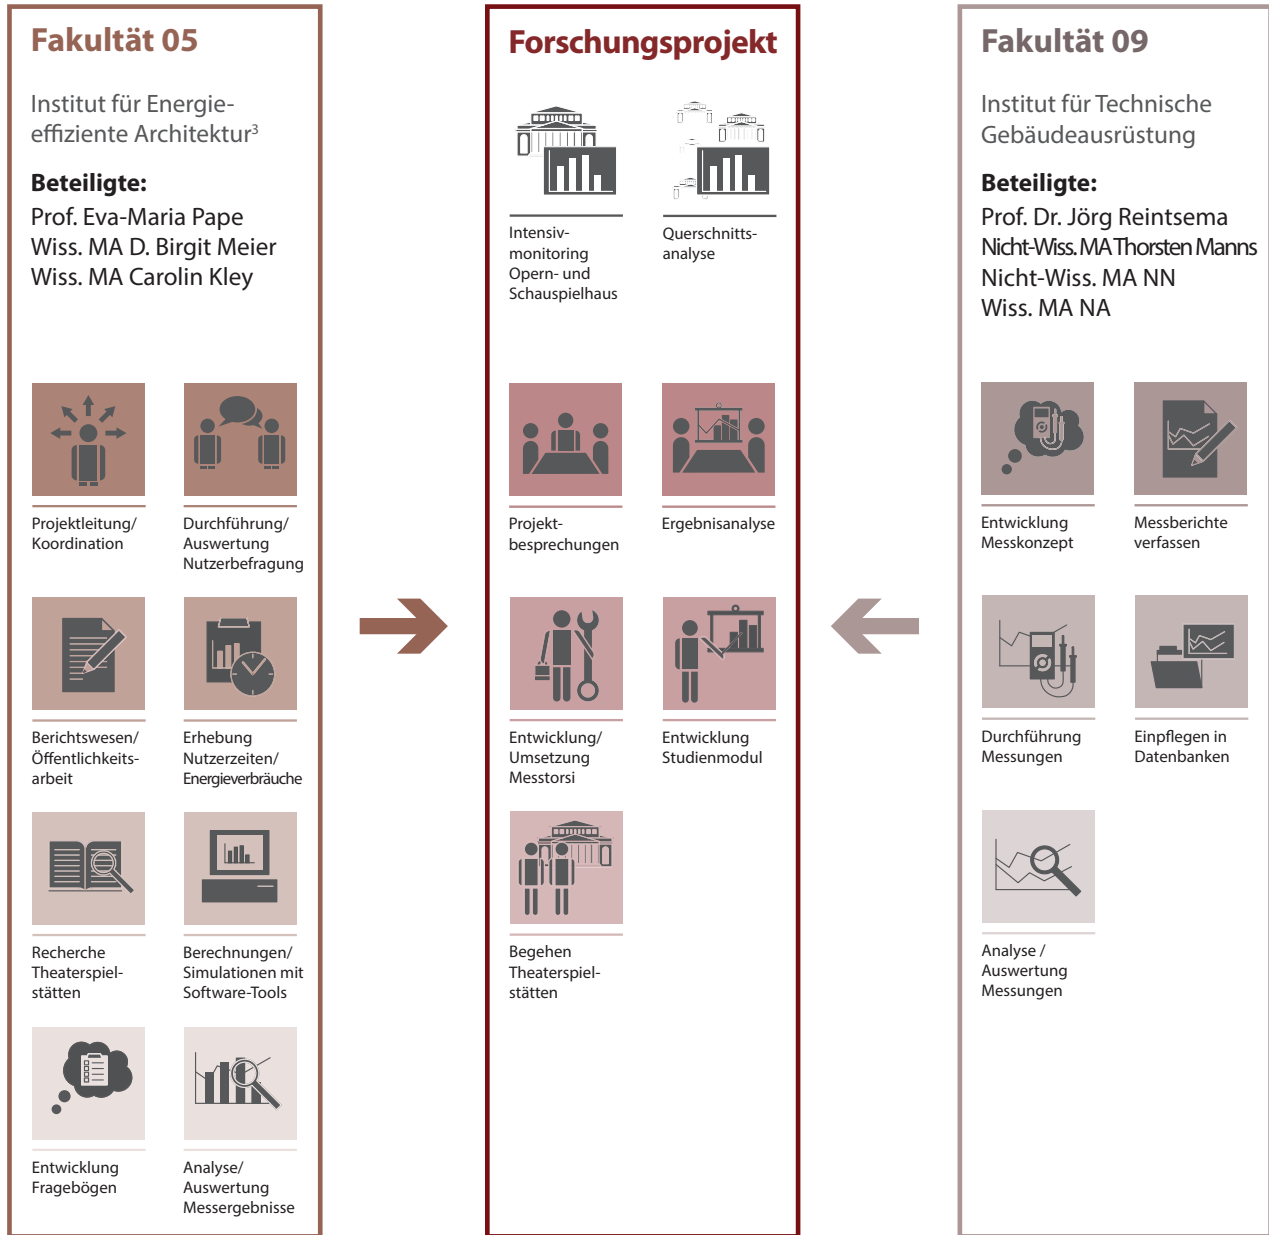 Fakultät 05
Institut für Energie-
effiziente Architektur³
Beteiligte:
Prof. Eva-Maria Pape
Wiss. MA D. Birgit Meier
Wiss. MA Carolin Kley
Projektleitung/
Koordination
Durchführung/
Auswertung
Nutzerbefragung
Berichtswesen/
Öffentlichkeits-
arbeit
Erhebung
Nutzerzeiten/
Energieverbräuche
Recherche
Theaterspiel-
stätten
Berechnungen/
Simulationen mit
Software-Tools
Entwicklung
Fragebögen
Analyse/
Auswertung
Messergebnisse
Forschungsprojekt
Intensiv-
monitoring
Opern- und
Schauspielhaus
Querschnitts-
analyse
Projekt-
besprechungen
Ergebnisanalyse
Entwicklung/
Umsetzung
Messtorsi
Entwicklung
Studienmodul
Begehen
Theaterspiel-
stätten
Fakultät 09
Institut für Technische
Gebäudeausrüstung
Beteiligte:
Prof. Dr. Jörg Reintsema
Nicht-Wiss. MA Thorsten Manns
Nicht-Wiss. MA NN
Wiss. MA NA
Entwicklung
Messkonzept
Messberichte
verfassen
Durchführung
Messungen
Einpflegen in
Datenbanken
Analyse /
Auswertung
Messungen